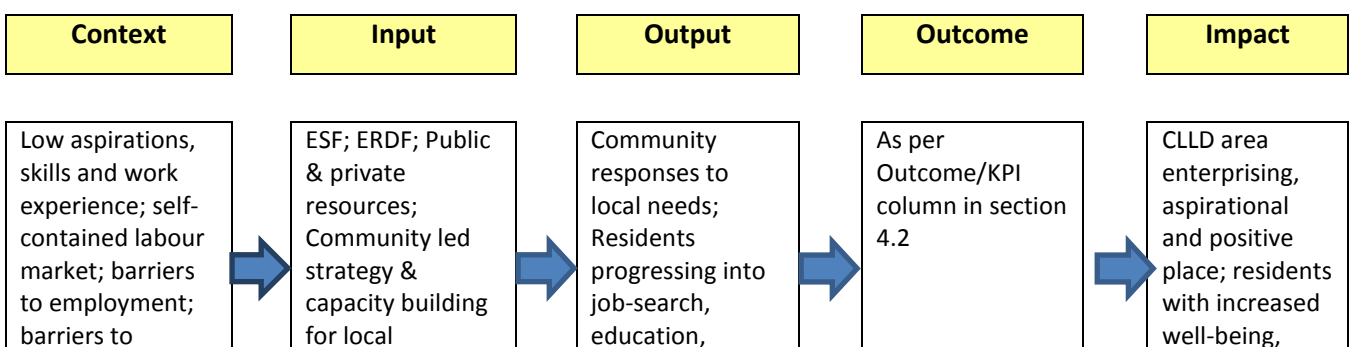 Context
Input
Output
Outcome
Impact
Low aspirations,
skills and work
experience; self-
contained labour
market; barriers
to employment;
barriers to
ESF; ERDF; Public
& private
resources;
Community led
strategy &
capacity building
for local
Community
responses to
local needs;
Residents
progressing into
job-search,
education,
As per
Outcome/KPI
column in section
4.2
CLLD area
enterprising,
aspirational
and positive
place; residents
with increased
well-being,